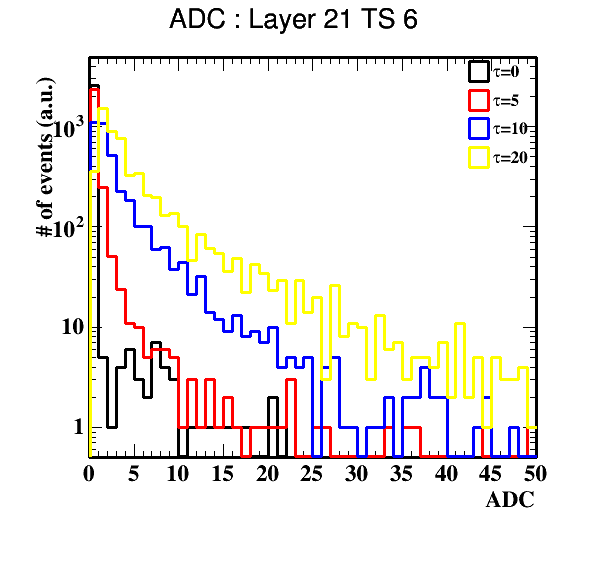 ADC : Layer 21 TS 6
# of events (a.u.)
10³
10²
10
1
τ=0
τ=5
τ=10
τ=20
0 5 10 15 20 25 30 35 40 45 50
ADC